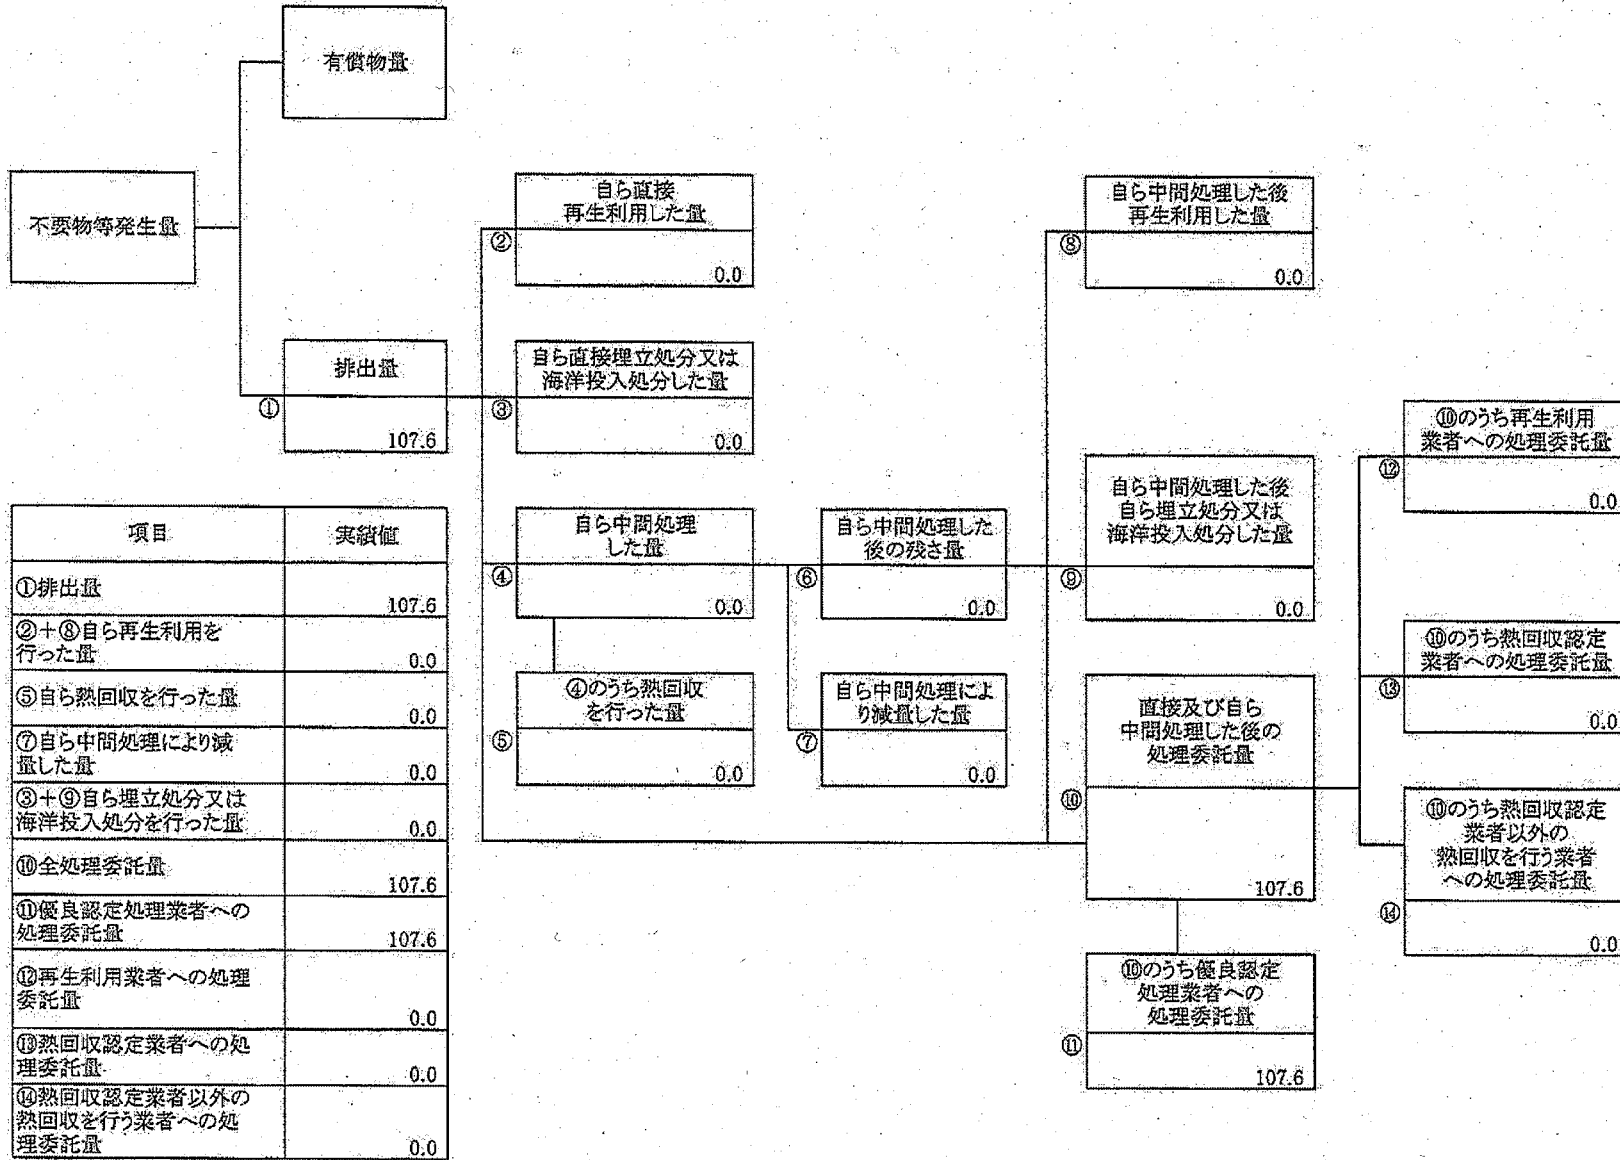 有償物量
不要物等発生量
自ら直接
再生利用した量
②
0.0
自ら中間処理した後
再生利用した量
⑧
0.0
排出量
①
107.6
自ら直接埋立処分又は
海洋投入処分した量
③
0.0
⑩のうち再生利用
業者への処理委託量
⑫
0.0
自ら中間処理
した量
④
0.0
自ら中間処理した
後の残さ量
⑥
0.0
自ら中間処理した後
自ら埋立処分又は
海洋投入処分した量
⑨
0.0
⑩のうち熱回収認定
業者への処理委託量
⑬
0.0
④のうち熱回収
を行った量
⑤
0.0
自ら中間処理によ
り減量した量
⑦
0.0
直接及び自ら
中間処理した後の
処理委託量
⑩
107.6
⑩のうち熱回収認定
業者以外の
熱回収を行う業者
への処理委託量
⑭
0.0
⑩のうち優良認定
処理業者への
処理委託量
⑪
107.6
項目 実績値
①排出量
107.6
②+⑧自ら再生利用を
行った量
0.0
⑤自ら熱回収を行った量
0.0
⑦自ら中間処理により減
量した量
0.0
③+⑨自ら埋立処分又は
海洋投入処分を行った量
0.0
⑩全処理委託量
107.6
⑪優良認定処理業者への
処理委託量
107.6
⑫再生利用業者への処理
委託量
0.0
⑬熱回収認定業者への処
理委託量
0.0
⑭熱回収認定業者以外の
熱回収を行う業者への処
理委託量
0.0